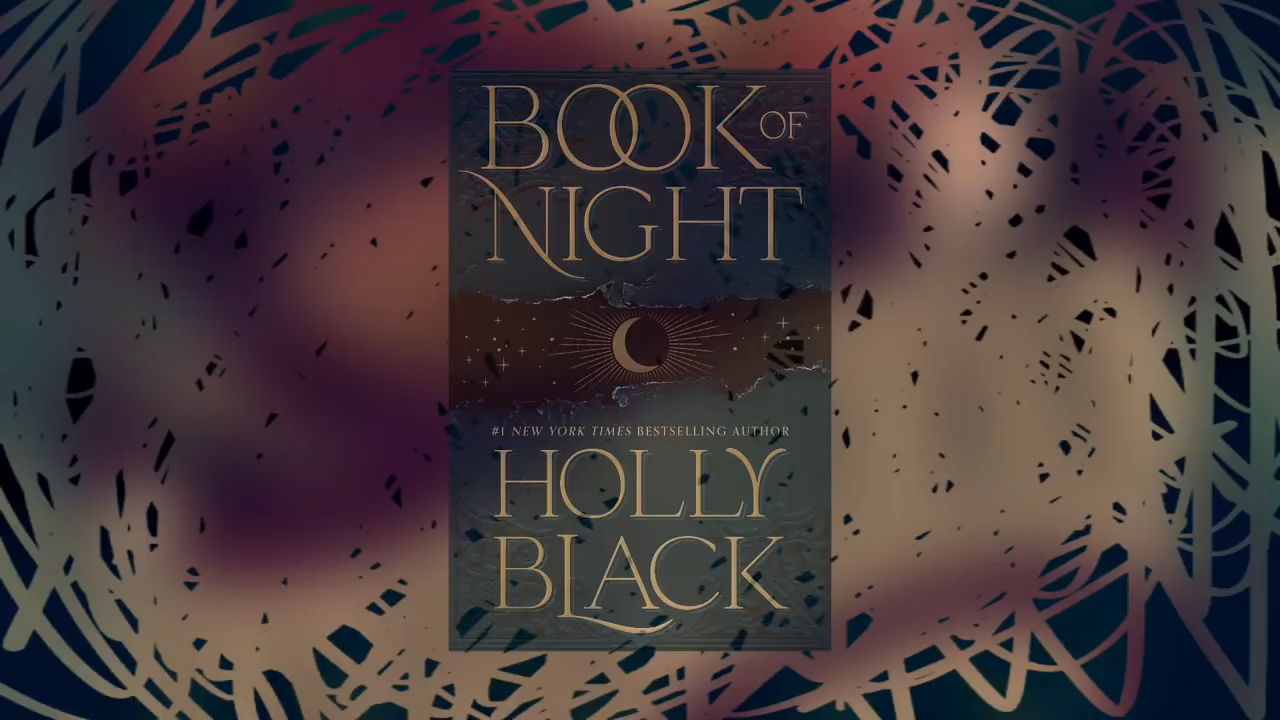 BOOK OF
NIGHT
#1 NEW YORK TIMES BESTSELLING AUTHOR
HOLLY
BLACK